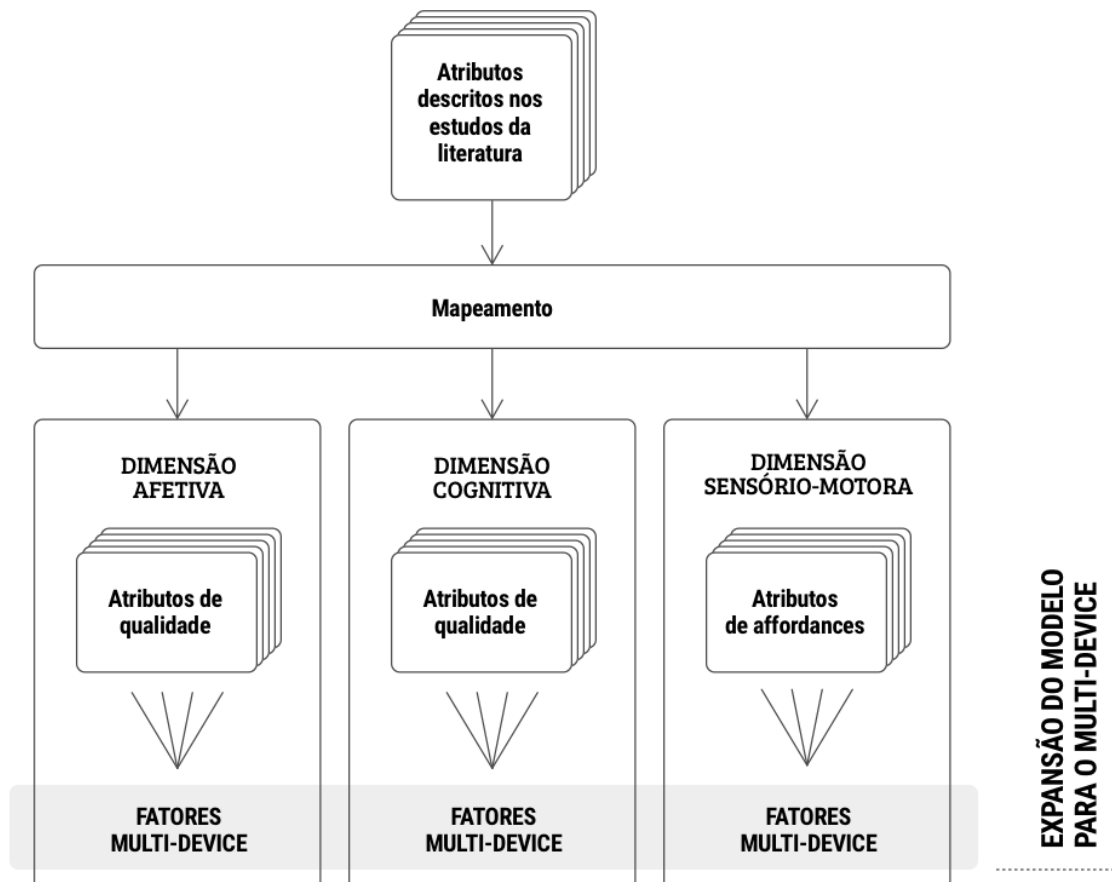 Atributos
descritos nos
estudos da
literatura
Mapeamento
DIMENSÃO
AFETIVA
Atributos de
qualidade
FATORES
MULTI-DEVICE
DIMENSÃO
COGNITIVA
Atributos de
qualidade
FATORES
MULTI-DEVICE
DIMENSÃO
SENSÓRIO-MOTORA
Atributos
de affordances
FATORES
MULTI-DEVICE
EXPANSÃO DO MODELO
PARA O MULTI-DEVICE